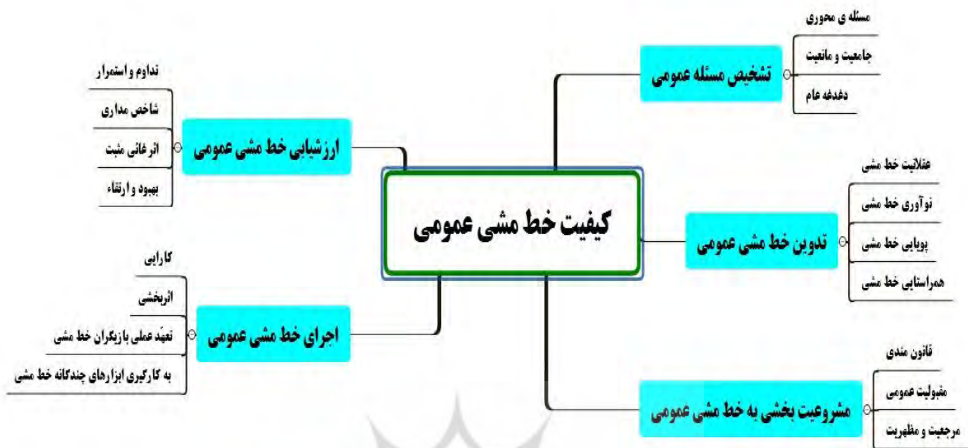 کیفیت خط مشی عمومی
تشخیص مسئله عمومی
مسئله ی محوری
جامعیت و مانعیت
دغدغه عام
تدوین خط مشی عمومی
عقلانیت خط مشی
نوآوری خط مشی
پویایی خط مشی
همراستایی خط مشی
مشروعیت بخشی به خط مشی عمومی
قانون مندی
مقبولیت عمومی
مرجعیت و مظهریت
اجرای خط مشی عمومی
کارایی
اثربخشی
تعهد عملی بازیگران خط مشی
به کارگیری ابزارهای چندگانه خط مشی
ارزشیابی خط مشی عمومی
تداوم و استمرار
شاخص مداری
اثر غائی مثبت
بهبود و ارتقاء